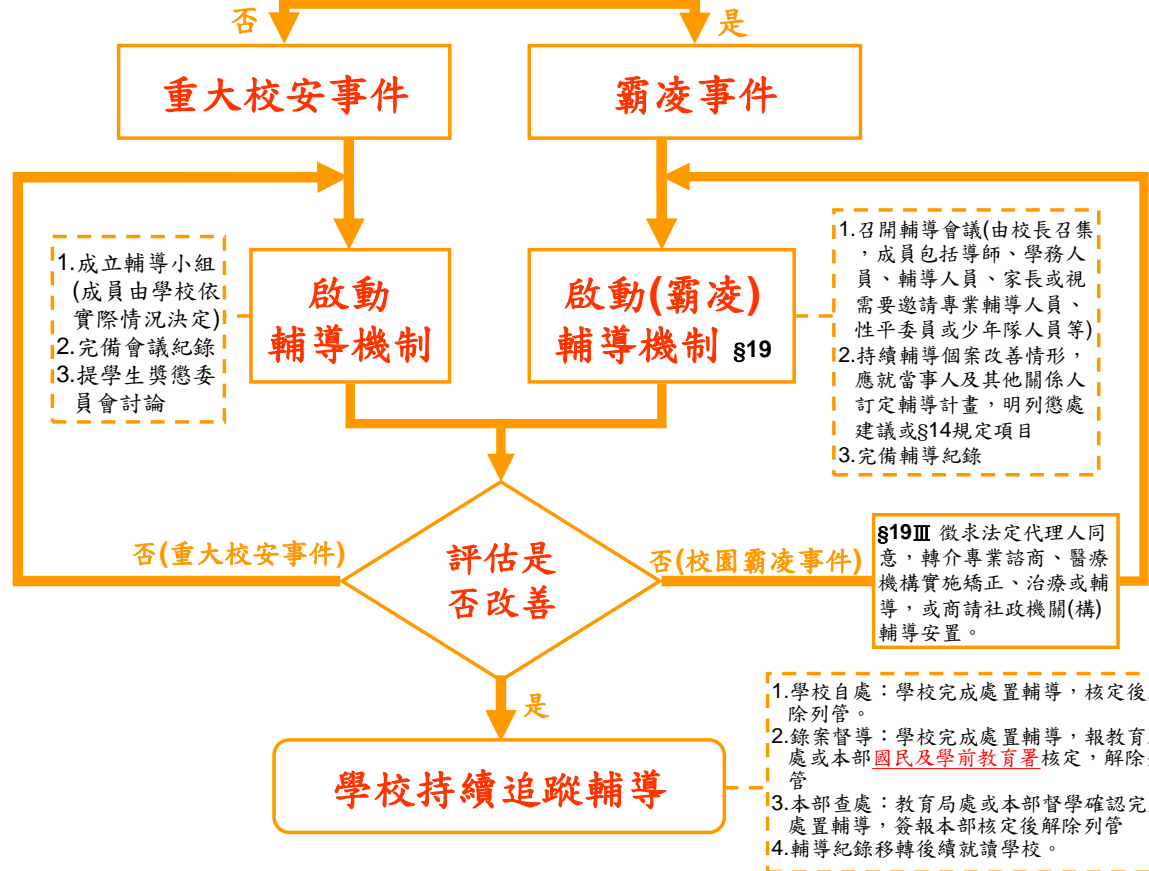 否
是
重大校安事件
霸凌事件
1.成立輔導小組
(成員由學校依
實際情況決定)
2.完備會議紀錄
3.提學生獎懲委
員會討論
啟動
輔導機制
啟動(霸凌)
輔導機制 §19
1.召開輔導會議(由校長召集
，成員包括導師、學務人
員、輔導人員、家長或視
需要邀請專業輔導人員、
性平委員或少年隊人員等)
2.持續輔導個案改善情形，
應就當事人及其他關係人
訂定輔導計畫，明列懲處
建議或§14規定項目
3.完備輔導紀錄
否(重大校安事件)
評估是
否改善
否(校園霸凌事件)
§19Ⅲ 徵求法定代理人同
意，轉介專業諮商、醫療
機構實施矯正、治療或輔
導，或商請社政機關(構)
輔導安置。
是
學校持續追蹤輔導
1.學校自處：學校完成處置輔導，核定後
除列管。
2.錄案督導：學校完成處置輔導，報教育
處或本部國民及學前教育署核定，解除
管
3.本部查處：教育局處或本部督學確認完
處置輔導，簽報本部核定後解除列管
4.輔導紀錄移轉後續就讀學校。